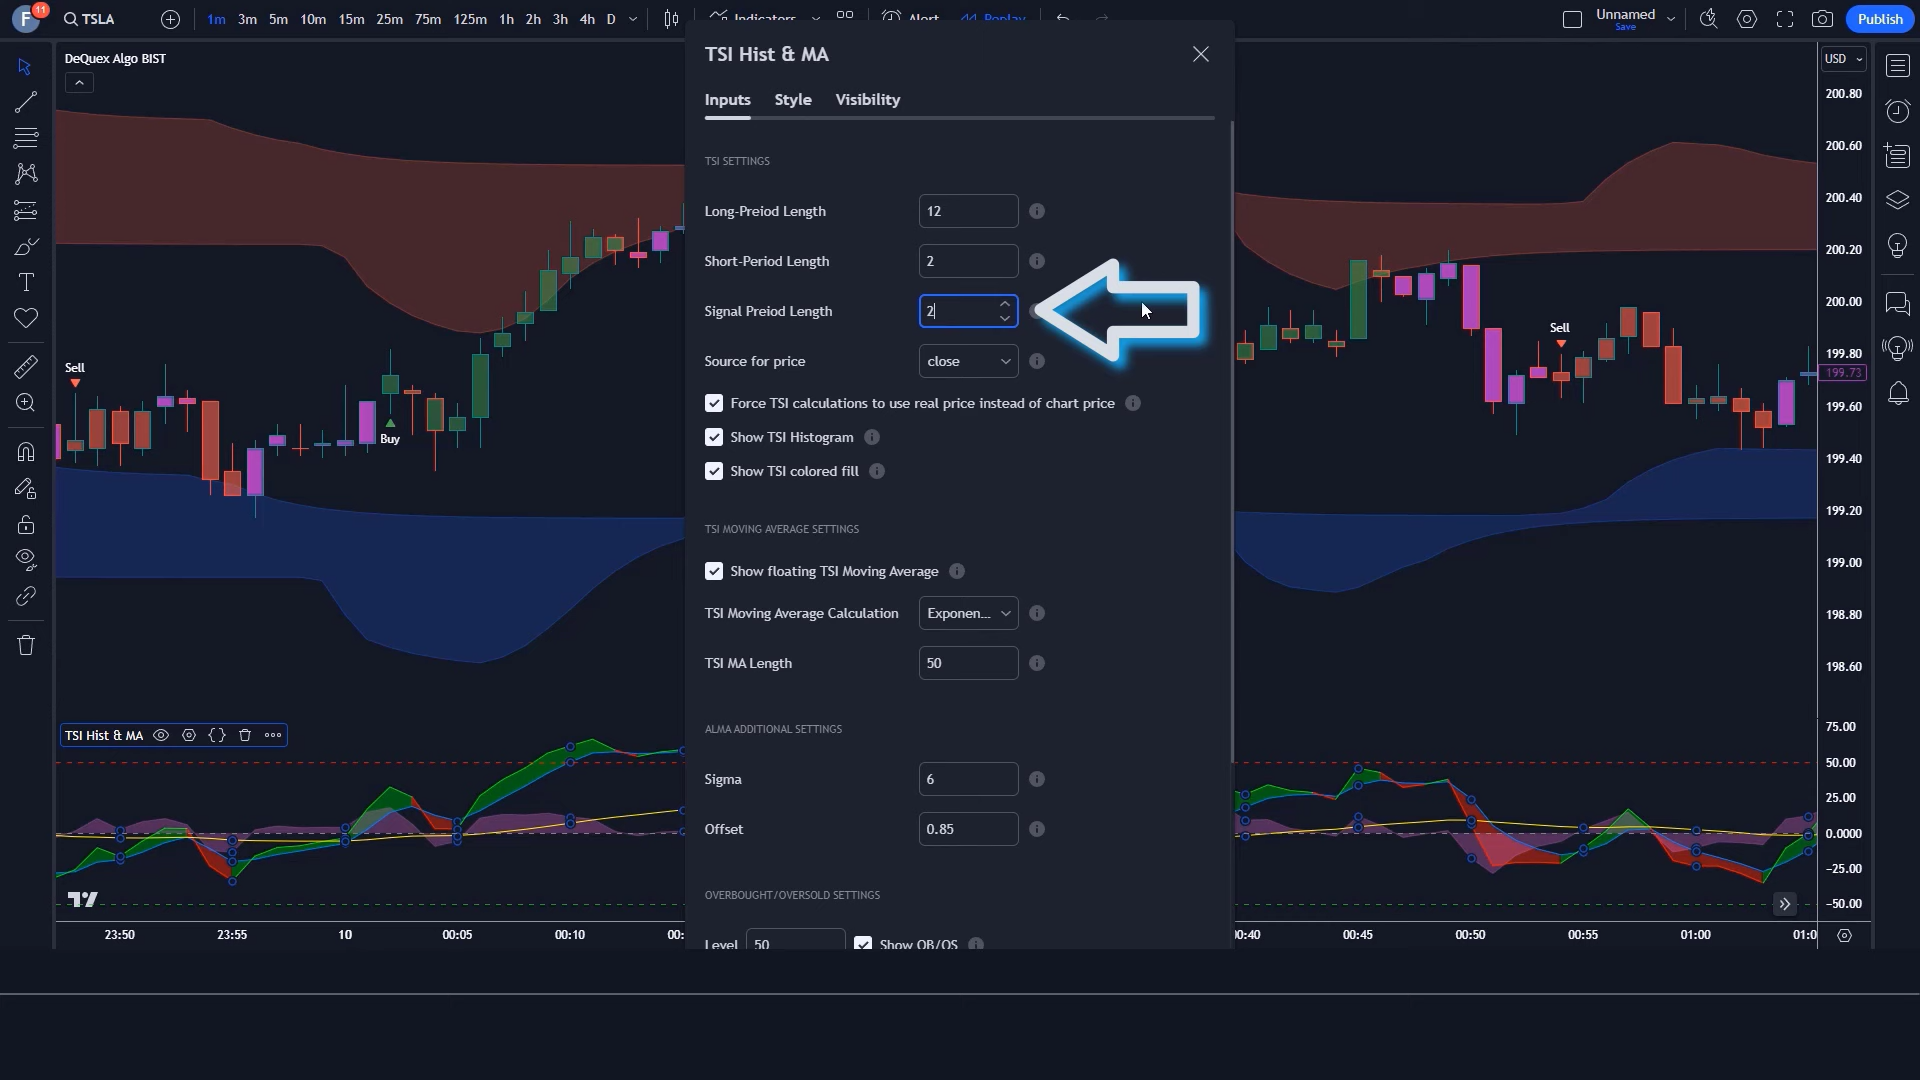 F 11 TSLA 1m 3m 5m 10m 15m 25m 75m 125m 1h 2h 3h 4h D Indicators Alert Replay Unnamed Save Publish
DeQuex Algo BIST
USD
TSI Hist & MA
Inputs Style Visibility
TSI SETTINGS
Long-Preiod Length 12
Short-Period Length 2
Signal Preiod Length 2
Source for price close
Force TSI calculations to use real price instead of chart price
Show TSI Histogram
Show TSI colored fill
TSI MOVING AVERAGE SETTINGS
Show floating TSI Moving Average
TSI Moving Average Calculation Exponen...
TSI MA Length 50
ALMA ADDITIONAL SETTINGS
Sigma 6
Offset 0.85
OVERBOUGHT/OVERSOLD SETTINGS
Level 50 Show OB/OS
Sell
Buy
Sell
200.80
200.60
200.40
200.20
200.00
199.80
199.73
199.60
199.40
199.20
199.00
198.80
198.60
TSI Hist & MA
75.00
50.00
25.00
0.0000
−25.00
−50.00
23:50 23:55 10 00:05 00:10 00: 00:40 00:45 00:50 00:55 01:00 01:0